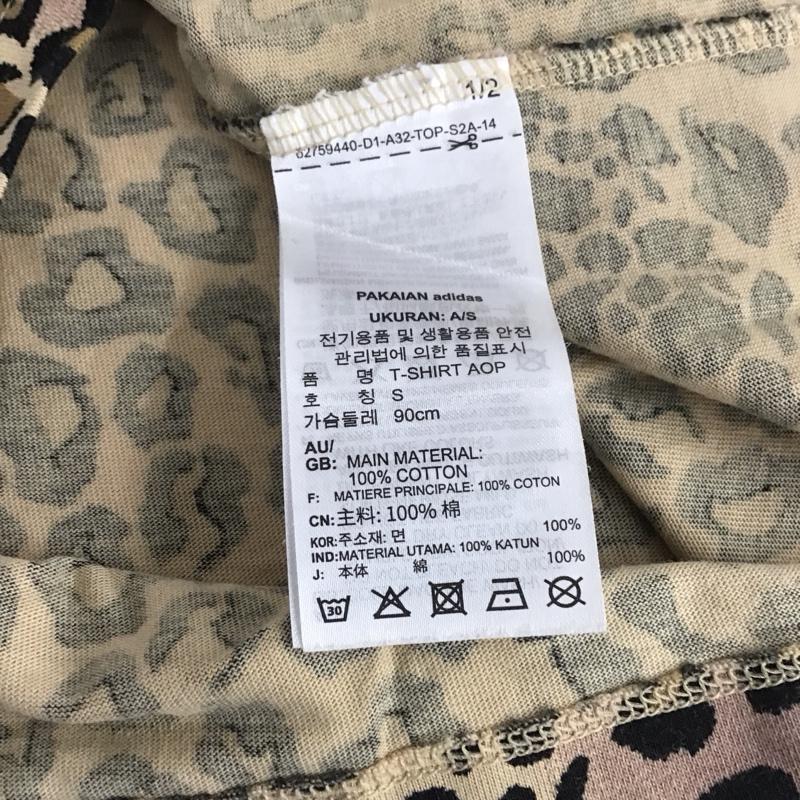 1/2
62759440-D1-A32-TOP-S2A-14
PAKAIAN adidas
UKURAN: A/S
전기용품 및 생활용품 안전
관리법에 의한 품질표시
품 명 T-SHIRT AOP
호 칭 S
가슴둘레 90cm
AU/
GB: MAIN MATERIAL:
100% COTTON
F: MATIERE PRINCIPALE: 100% COTON
CN: 主料: 100% 棉
KOR: 주소재: 면 100%
IND: MATERIAL UTAMA: 100% KATUN
J: 本体 綿 100%
30